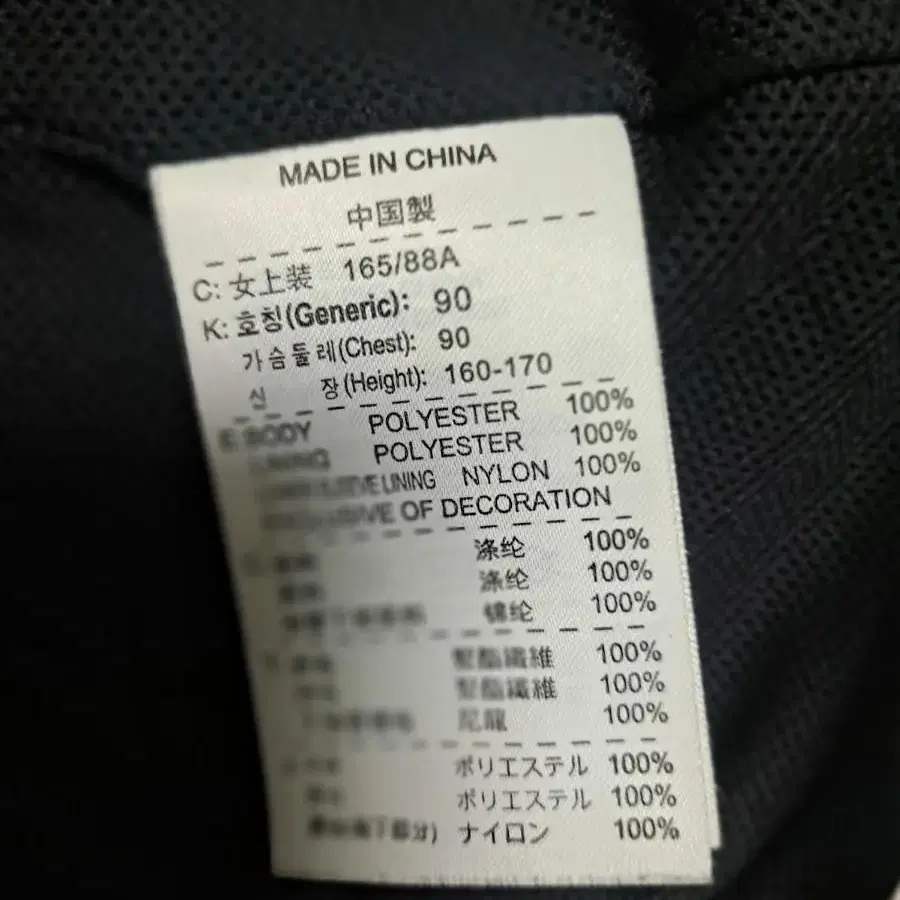 MADE IN CHINA
中国製
C: 女上装 165/88A
K: 호칭(Generic): 90
가슴둘레(Chest): 90
신 장(Height): 160-170
E BODY POLYESTER 100%
LINING POLYESTER 100%
SLEEVE LINING NYLON 100%
EXCLUSIVE OF DECORATION
涤纶 100%
涤纶 100%
锦纶 100%
聚酯纖維 100%
聚酯纖維 100%
尼龍 100%
ポリエステル 100%
ポリエステル 100%
ナイロン 100%